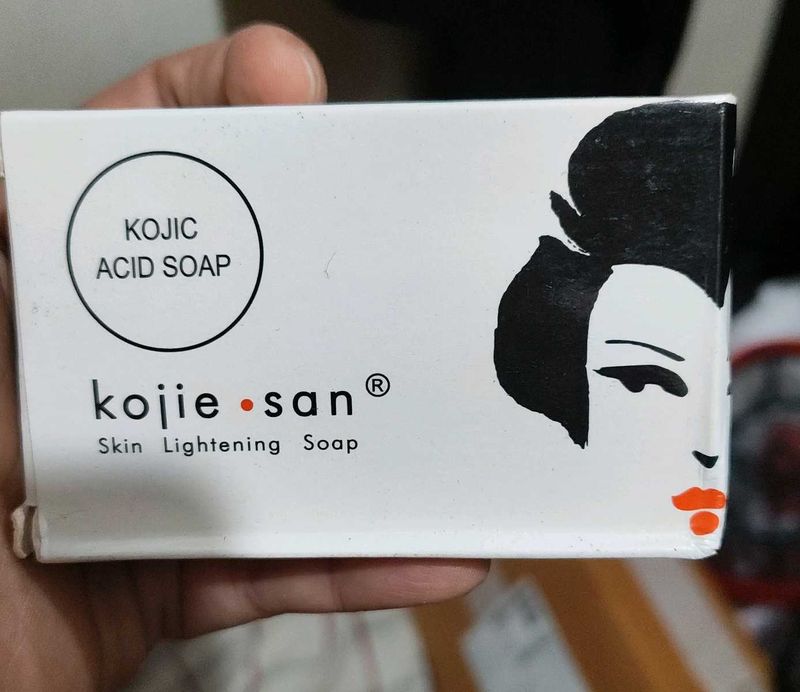 KOJIC
ACID SOAP
kojie •san®
Skin Lightening Soap